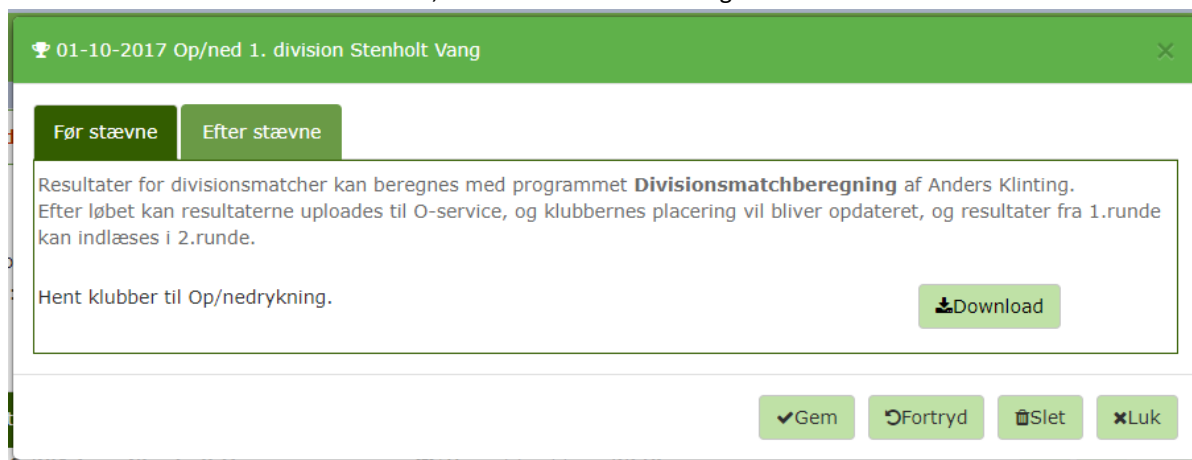 01-10-2017 Op/ned 1. division Stenholt Vang
Før stævne
Efter stævne
Resultater for divisionsmatcher kan beregnes med programmet Divisionsmatchberegning af Anders Klinting.
Efter løbet kan resultaterne uploades til O-service, og klubbernes placering vil bliver opdateret, og resultater fra 1.runde
kan indlæses i 2.runde.
Hent klubber til Op/nedrykning.
Download
Gem
Fortryd
Slet
Luk